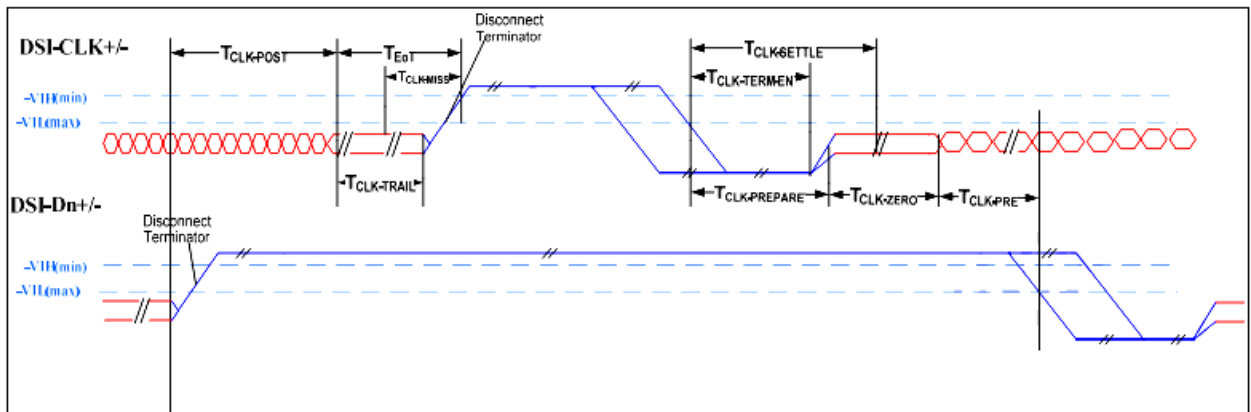 Disconnect
Terminator
DSI-CLK+/-
TCLK-POST
TEoT
TCLK-SETTLE
TCLK-MISS
TCLK-TERM-EN
-VIH(min)
-VIL(max)
TCLK-TRAIL
TCLK-PREPARE
TCLK-ZERO
TCLK-PRE
DSI-Dn+/-
Disconnect
Terminator
-VIH(min)
-VIL(max)